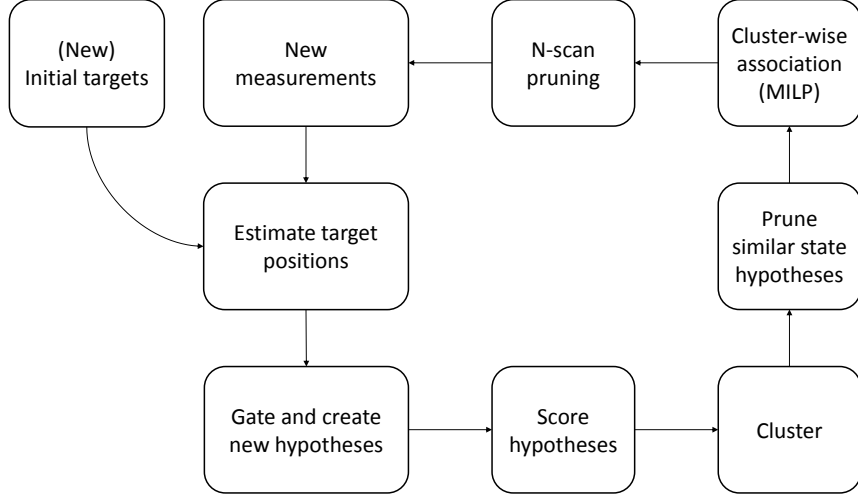 (New)
Initial targets
New
measurements
N-scan
pruning
Cluster-wise
association
(MILP)
Estimate target
positions
Prune
similar state
hypotheses
Gate and create
new hypotheses
Score
hypotheses
Cluster